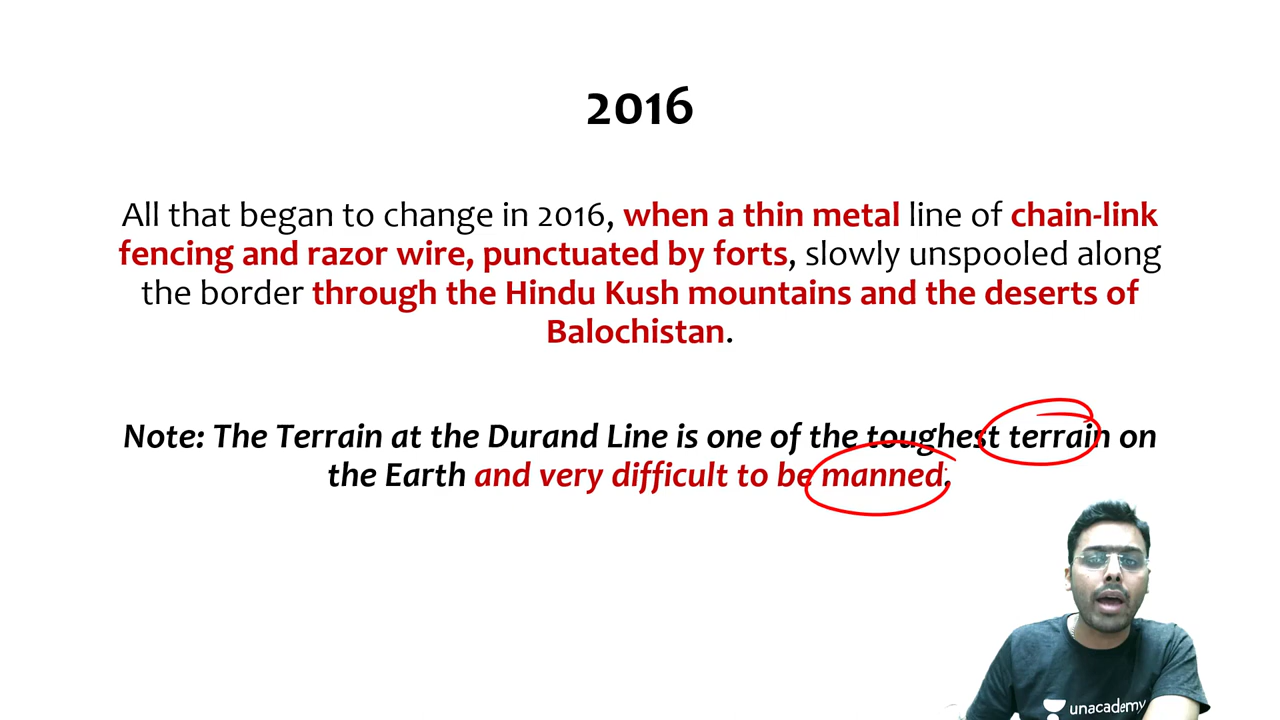 2016
All that began to change in 2016, when a thin metal line of chain-link
fencing and razor wire, punctuated by forts, slowly unspooled along
the border through the Hindu Kush mountains and the deserts of
Balochistan.
Note: The Terrain at the Durand Line is one of the toughest terrain on
the Earth and very difficult to be manned.
unacademy